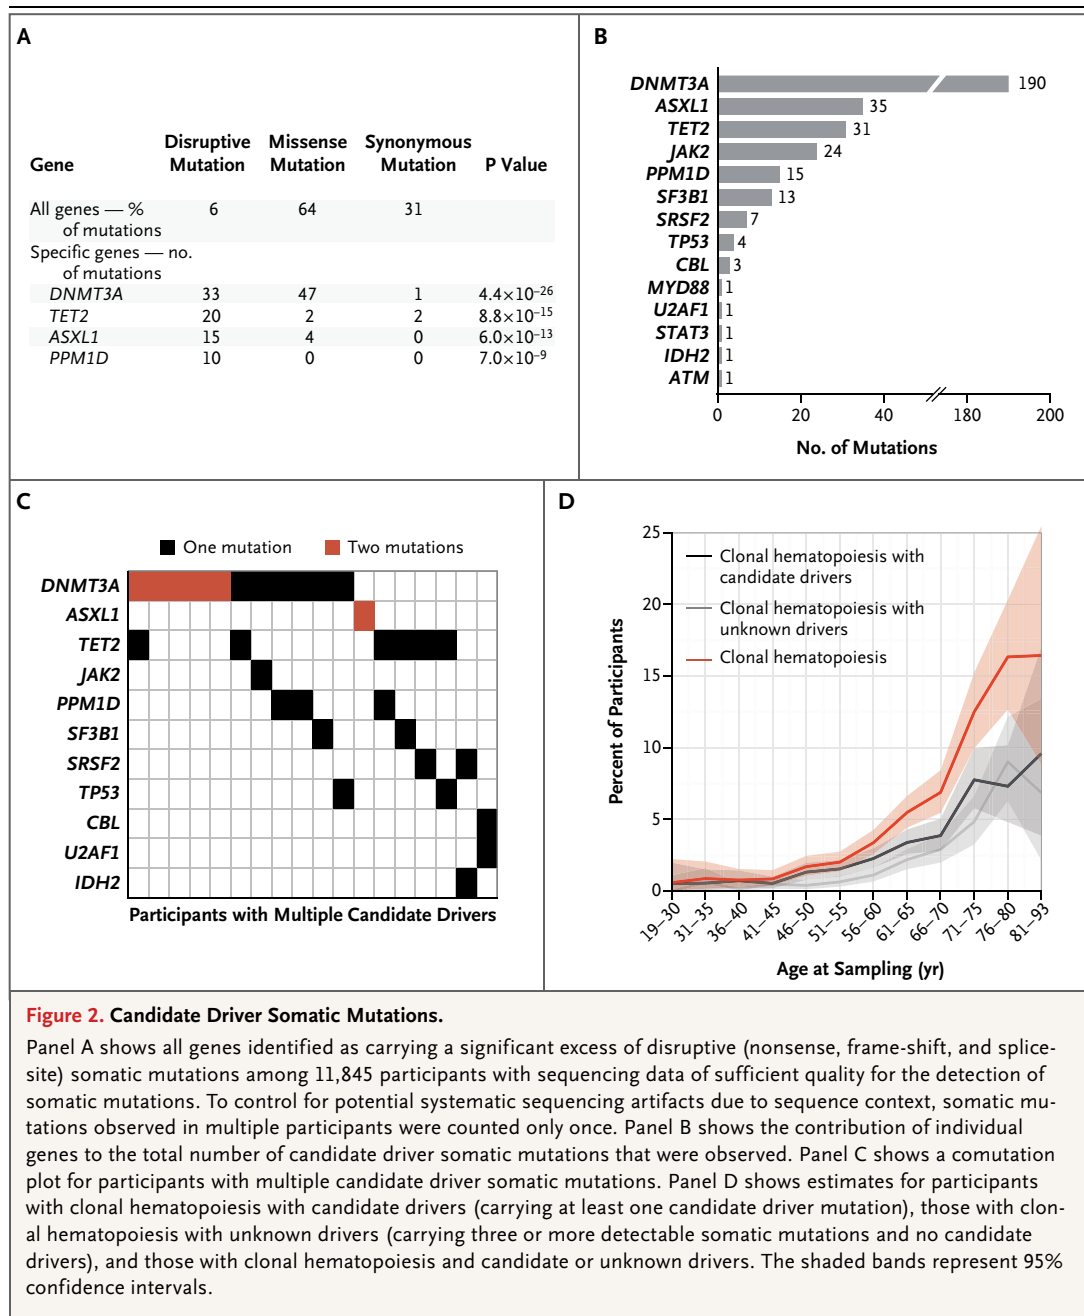 A
Gene Disruptive Mutation Missense Mutation Synonymous Mutation P Value
All genes — % of mutations 6 64 31
Specific genes — no. of mutations
DNMT3A 33 47 1 4.4×10–26
TET2 20 2 2 8.8×10–15
ASXL1 15 4 0 6.0×10–13
PPM1D 10 0 0 7.0×10–9
B
DNMT3A 190
ASXL1 35
TET2 31
JAK2 24
PPM1D 15
SF3B1 13
SRSF2 7
TP53 4
CBL 3
MYD88 1
U2AF1 1
STAT3 1
IDH2 1
ATM 1
0 20 40 180 200
No. of Mutations
C
One mutation Two mutations
DNMT3A
ASXL1
TET2
JAK2
PPM1D
SF3B1
SRSF2
TP53
CBL
U2AF1
IDH2
Participants with Multiple Candidate Drivers
D
Percent of Participants
25
20
15
10
5
0
Clonal hematopoiesis with
candidate drivers
Clonal hematopoiesis with
unknown drivers
Clonal hematopoiesis
19–30 31–35 36–40 41–45 46–50 51–55 56–60 61–65 66–70 71–75 76–80 81–93
Age at Sampling (yr)
Figure 2. Candidate Driver Somatic Mutations.
Panel A shows all genes identified as carrying a significant excess of disruptive (nonsense, frame-shift, and splice-
site) somatic mutations among 11,845 participants with sequencing data of sufficient quality for the detection of
somatic mutations. To control for potential systematic sequencing artifacts due to sequence context, somatic mu-
tations observed in multiple participants were counted only once. Panel B shows the contribution of individual
genes to the total number of candidate driver somatic mutations that were observed. Panel C shows a comutation
plot for participants with multiple candidate driver somatic mutations. Panel D shows estimates for participants
with clonal hematopoiesis with candidate drivers (carrying at least one candidate driver mutation), those with clon-
al hematopoiesis with unknown drivers (carrying three or more detectable somatic mutations and no candidate
drivers), and those with clonal hematopoiesis and candidate or unknown drivers. The shaded bands represent 95%
confidence intervals.